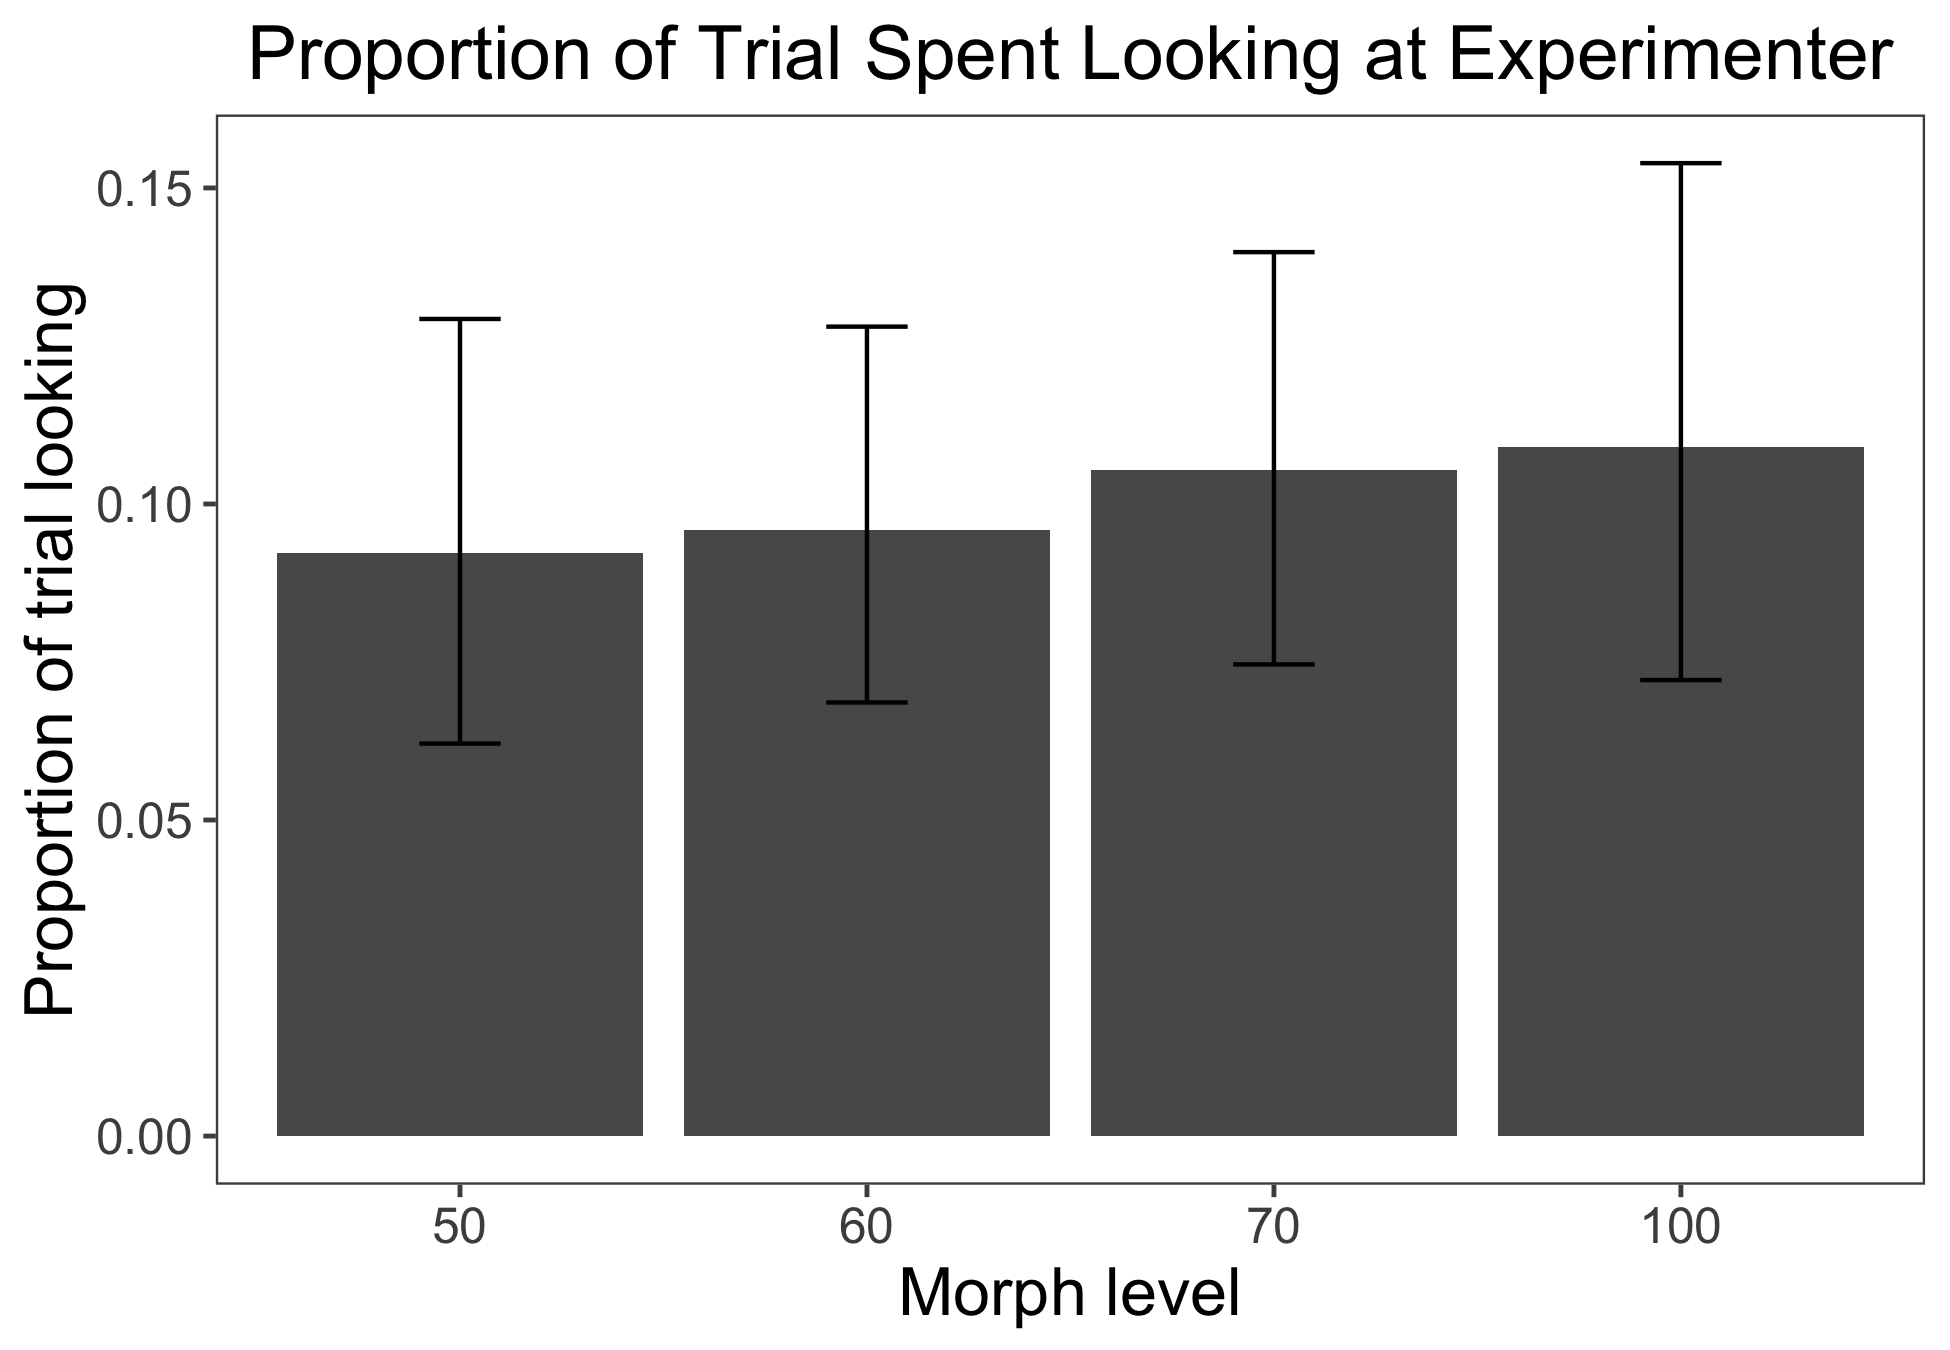 Proportion of Trial Spent Looking at Experimenter
Proportion of trial looking
0.15
0.10
0.05
0.00
50 60 70 100
Morph level